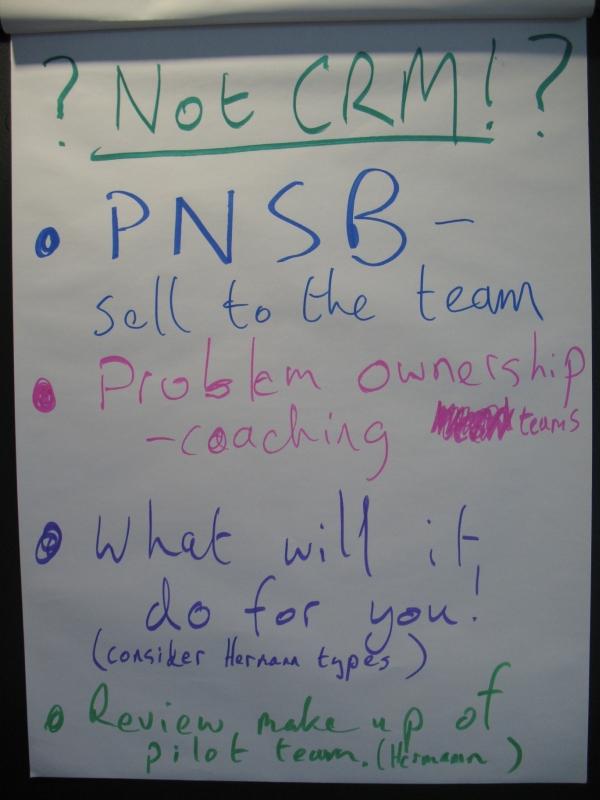 ? Not CRM! ?
• PNSB -
sell to the team
• Problem ownership
- coaching teams
• What will it
do for you!
(consider Hermann types)
• Review make up of
pilot team. (Hermann)